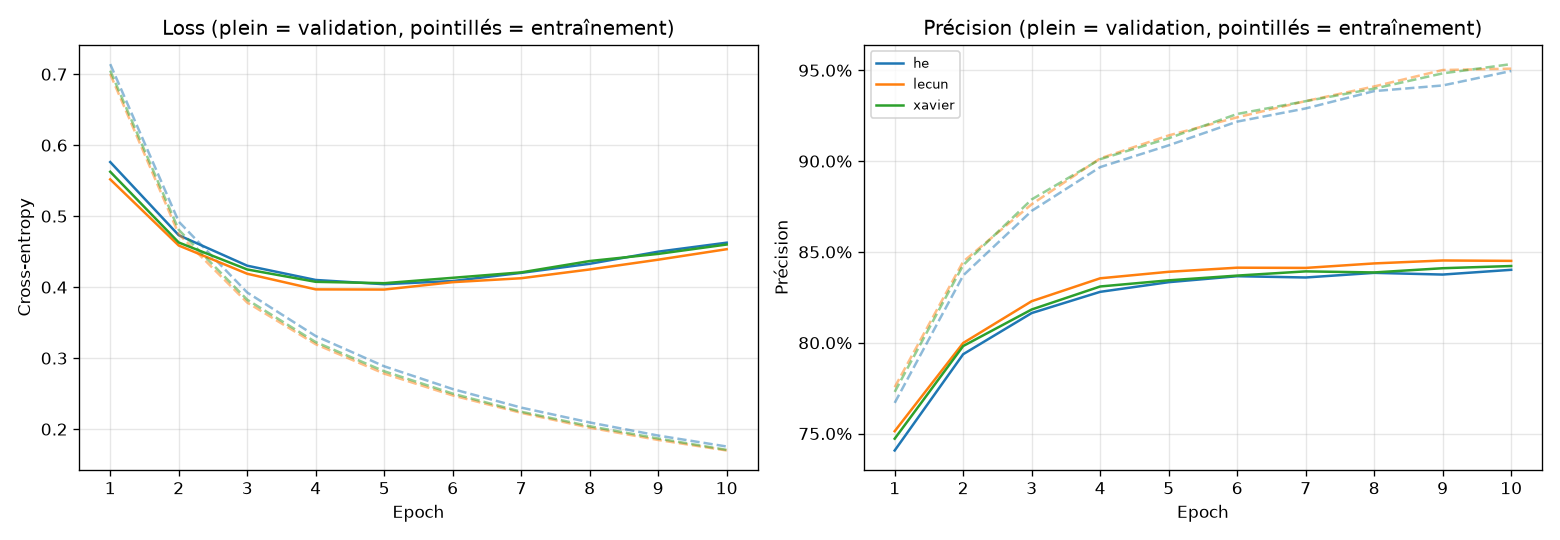 Loss (plein = validation, pointillés = entraînement)
Cross-entropy
0.7
0.6
0.5
0.4
0.3
0.2
1 2 3 4 5 6 7 8 9 10
Epoch
Précision (plein = validation, pointillés = entraînement)
Précision
95.0%
90.0%
85.0%
80.0%
75.0%
he
lecun
xavier
1 2 3 4 5 6 7 8 9 10
Epoch